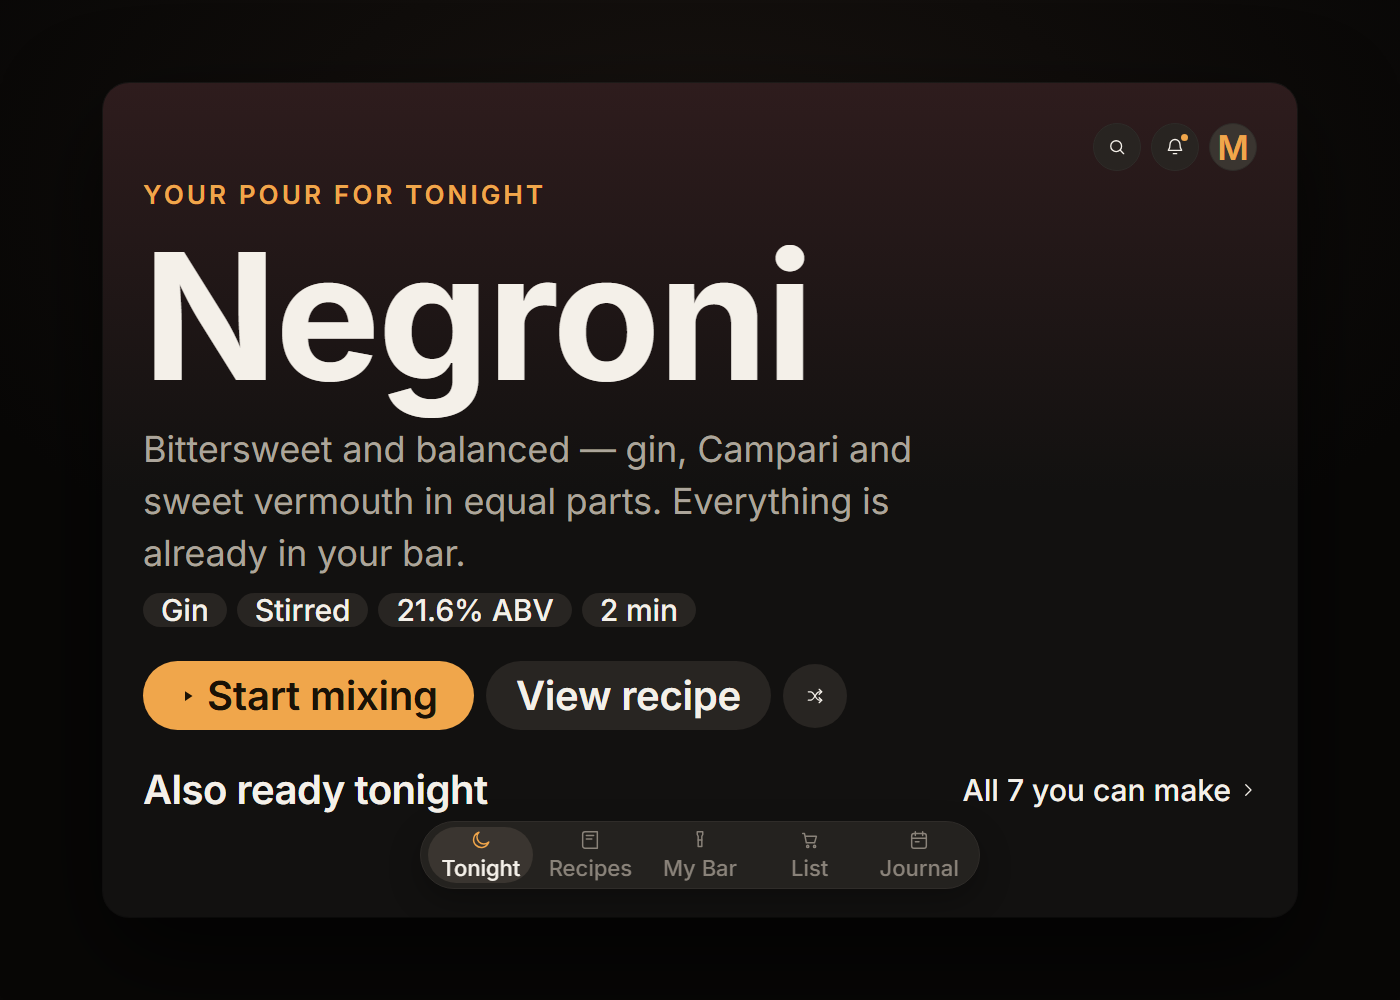 M
YOUR POUR FOR TONIGHT
Negroni
Bittersweet and balanced — gin, Campari and
sweet vermouth in equal parts. Everything is
already in your bar.
Gin Stirred 21.6% ABV 2 min
Start mixing View recipe
Also ready tonight All 7 you can make
Tonight Recipes My Bar List Journal